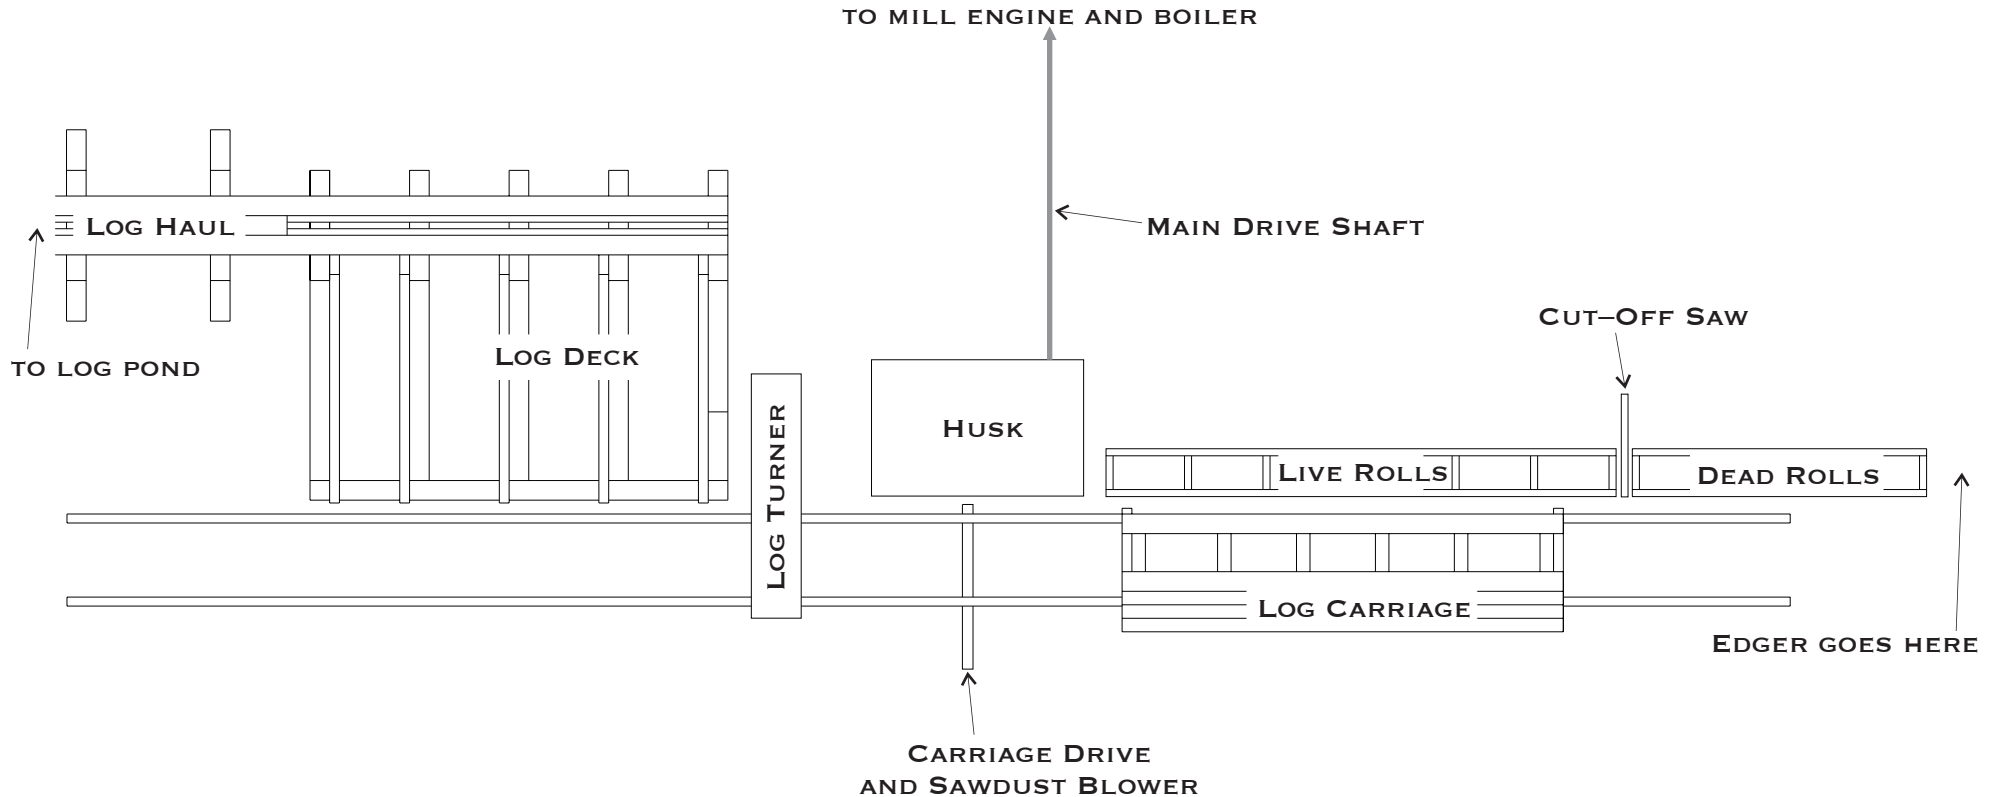 To mill engine and boiler
Log Haul
Main Drive Shaft
Cut–Off Saw
Log Deck
to log pond
Log Turner
Husk
Live Rolls
Dead Rolls
Log Carriage
Edger goes here
Carriage Drive
and Sawdust Blower